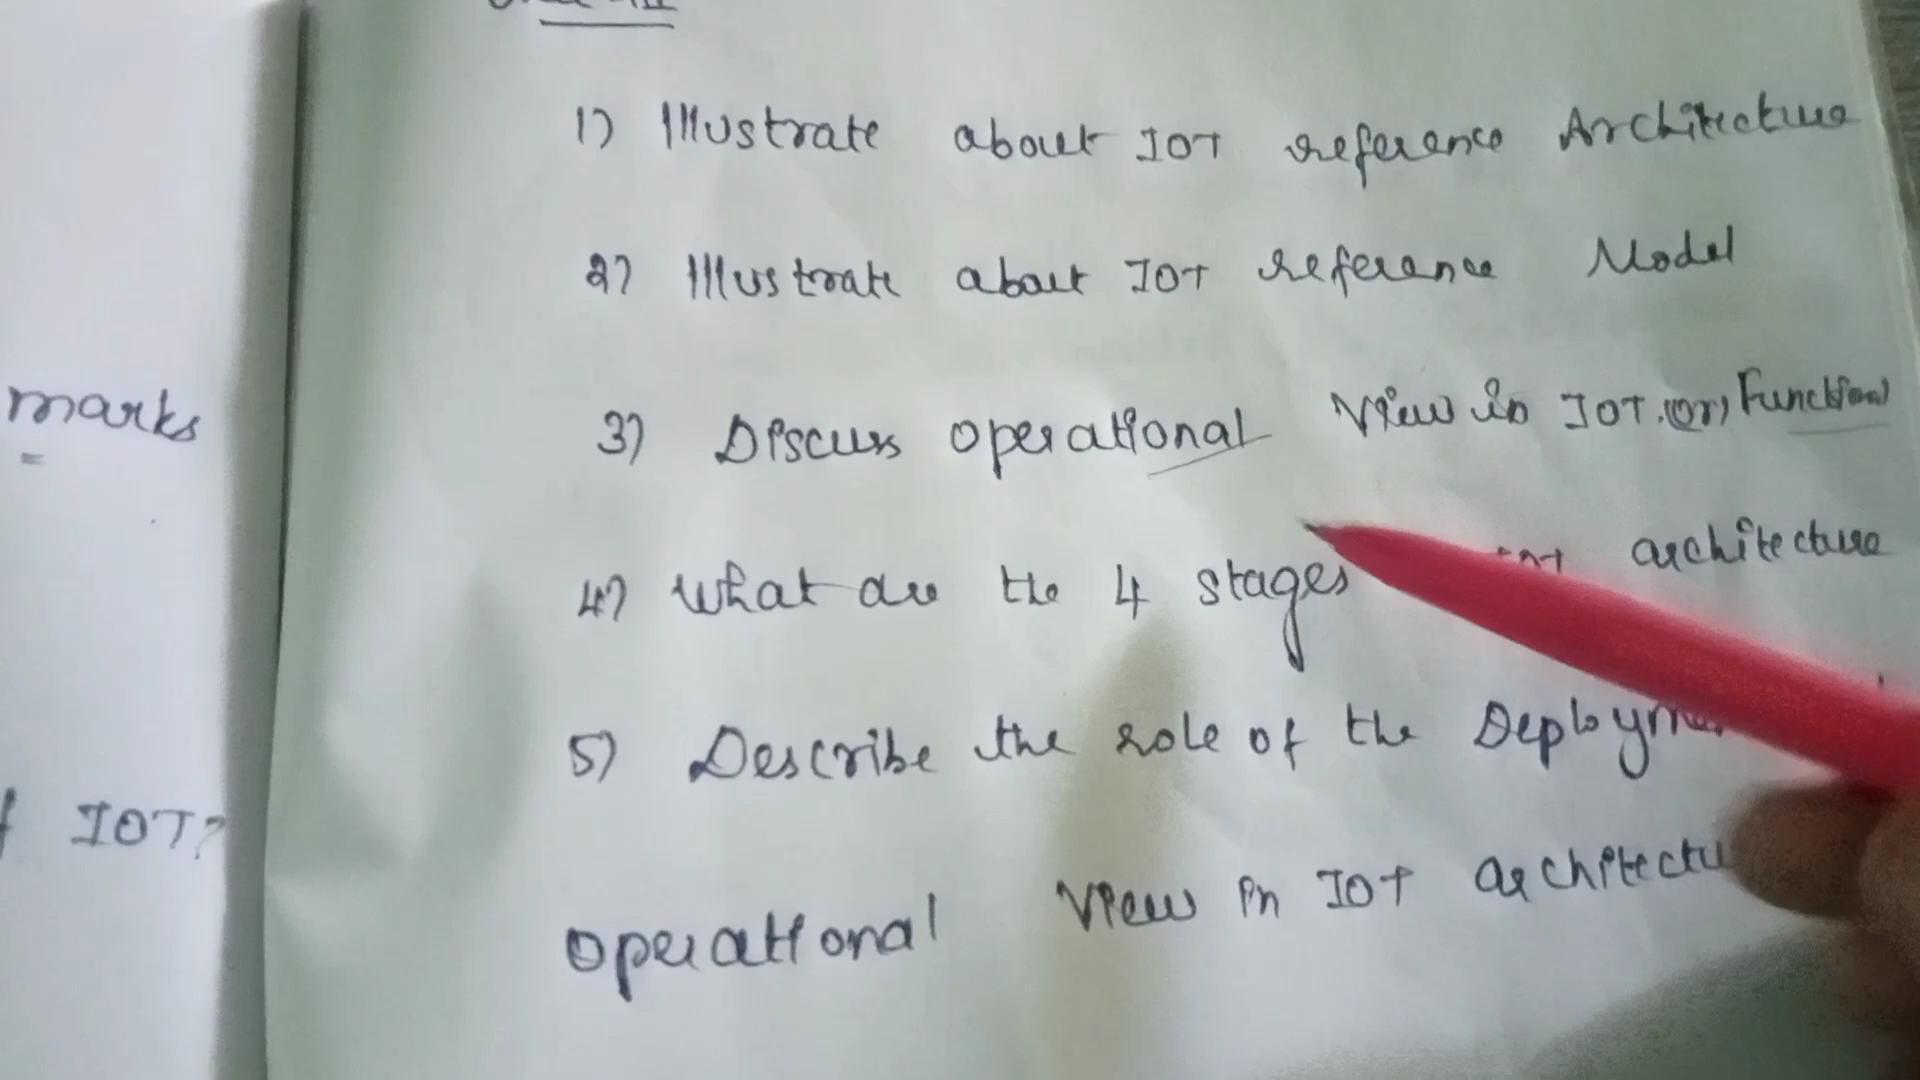 marks
IOT?
1) Illustrate about IOT reference Architecture
2) Illustrate about IOT reference Model
3) Discuss operational View in IOT. (or) Functional
4) What are the 4 stages architecture
5) Describe the role of the
operational View in IOT